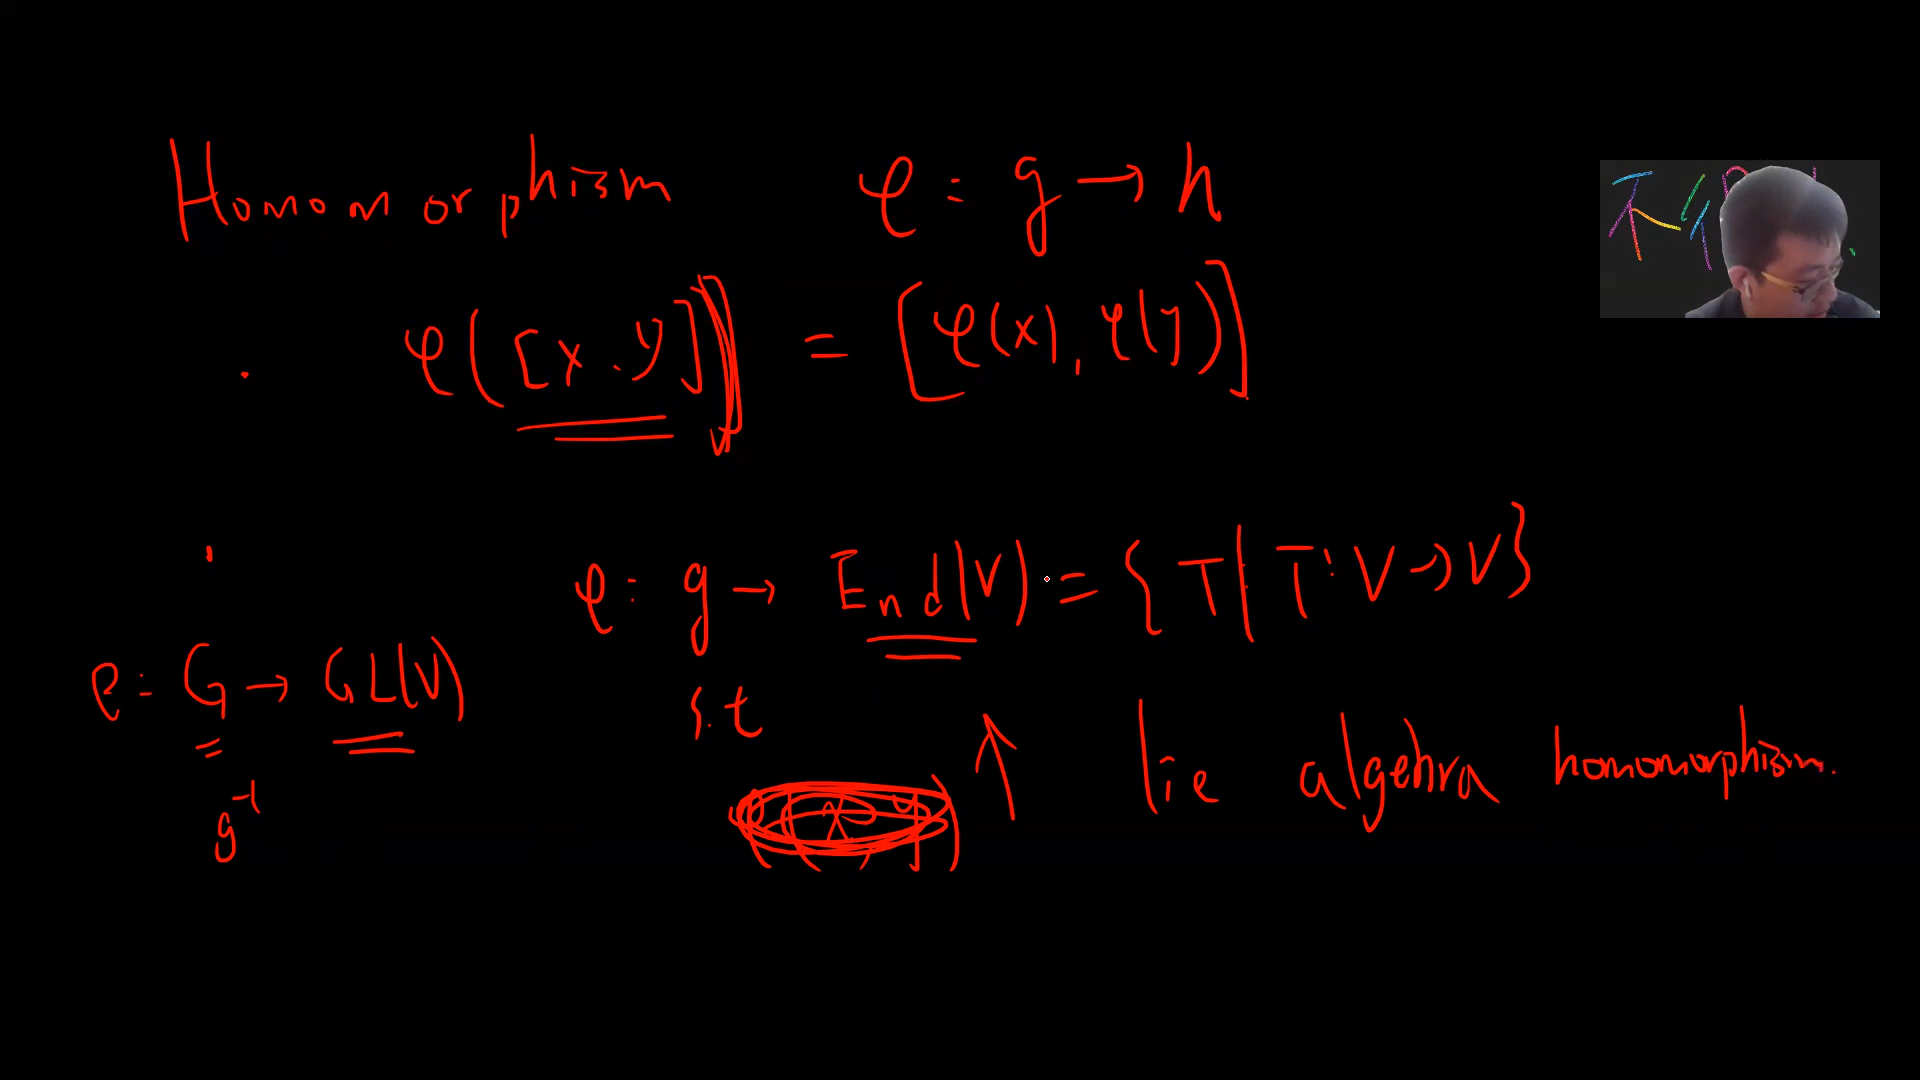 Homomorphism φ: g → h
φ([x, y]) = [φ(x), φ(y)]
φ: g → End(V) = { T | T: V → V }
ρ: G → GL(V)
s.t
lie algebra homomorphism.
g⁻¹